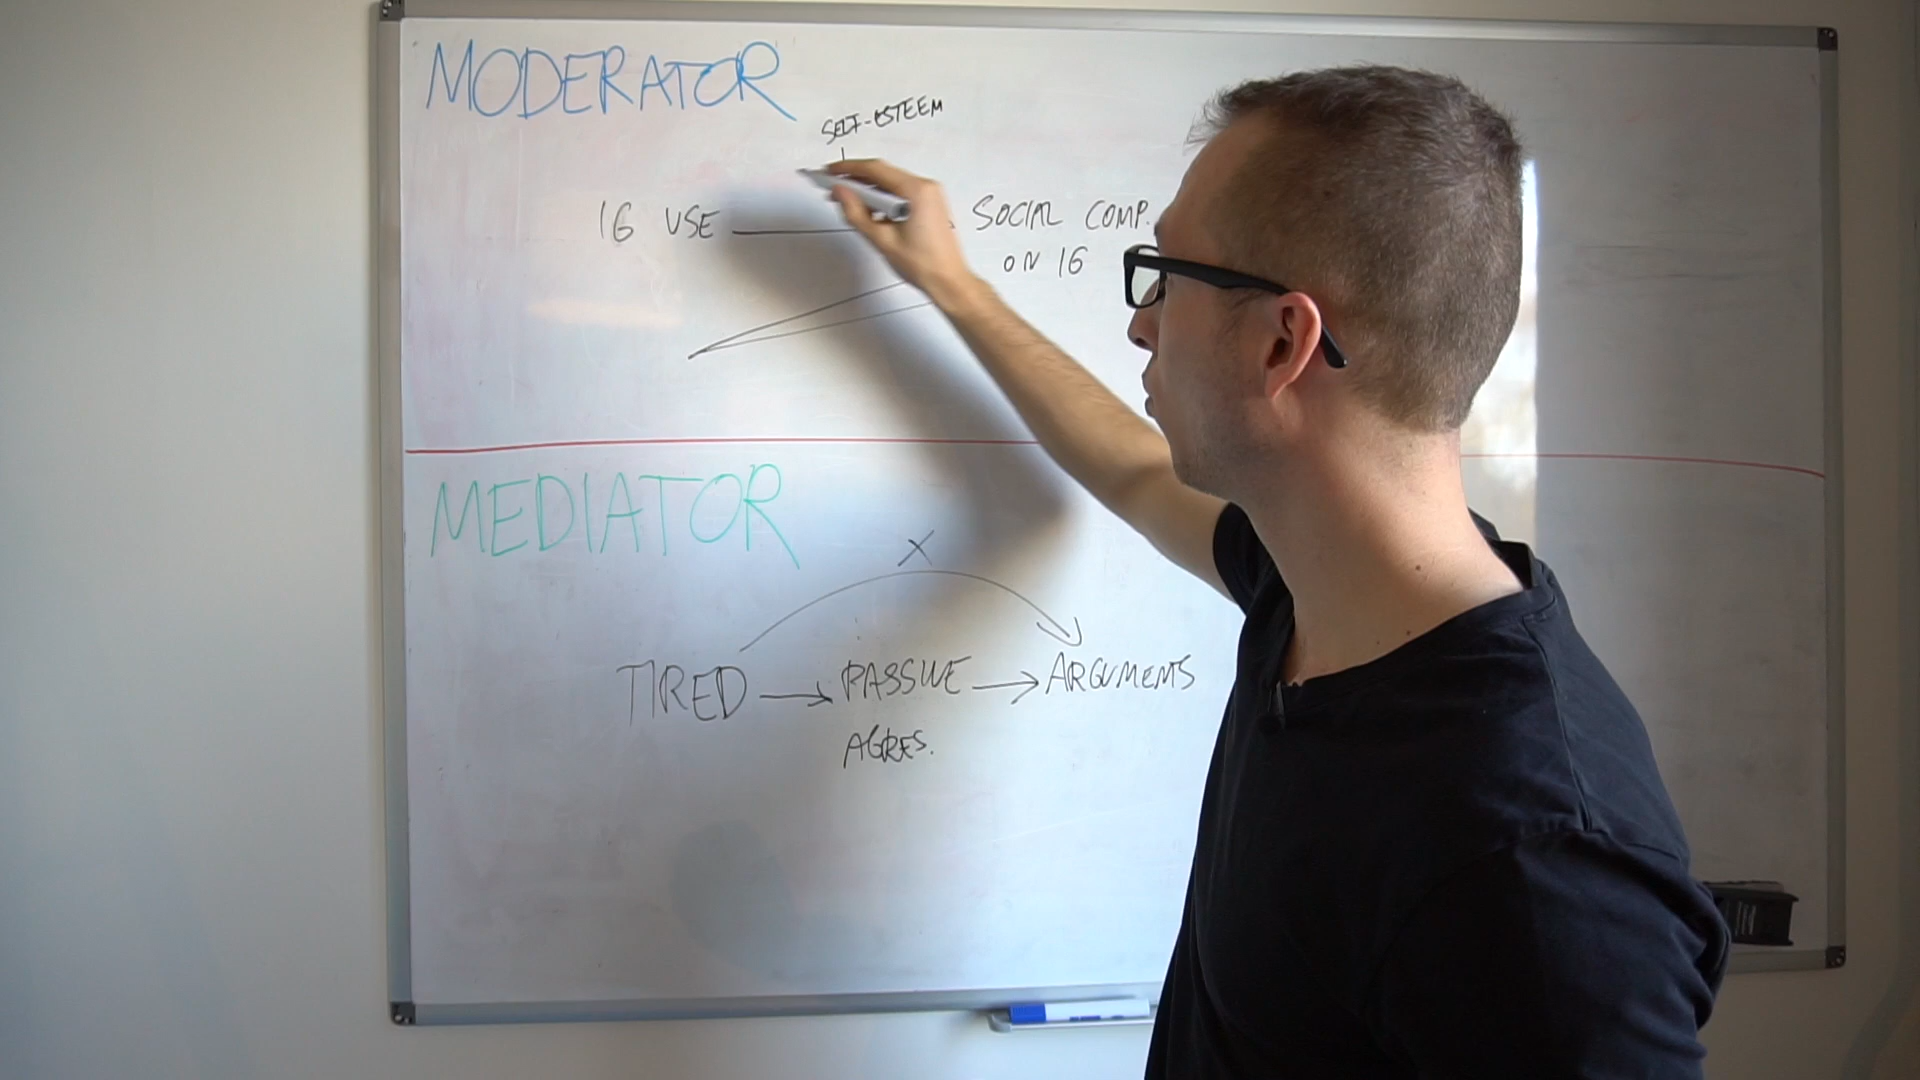 MODERATOR
SELF-ESTEEM
IG USE SOCIAL COMP.
ON IG
MEDIATOR
X
TIRED PASSIVE ARGUMENTS
AGRES.